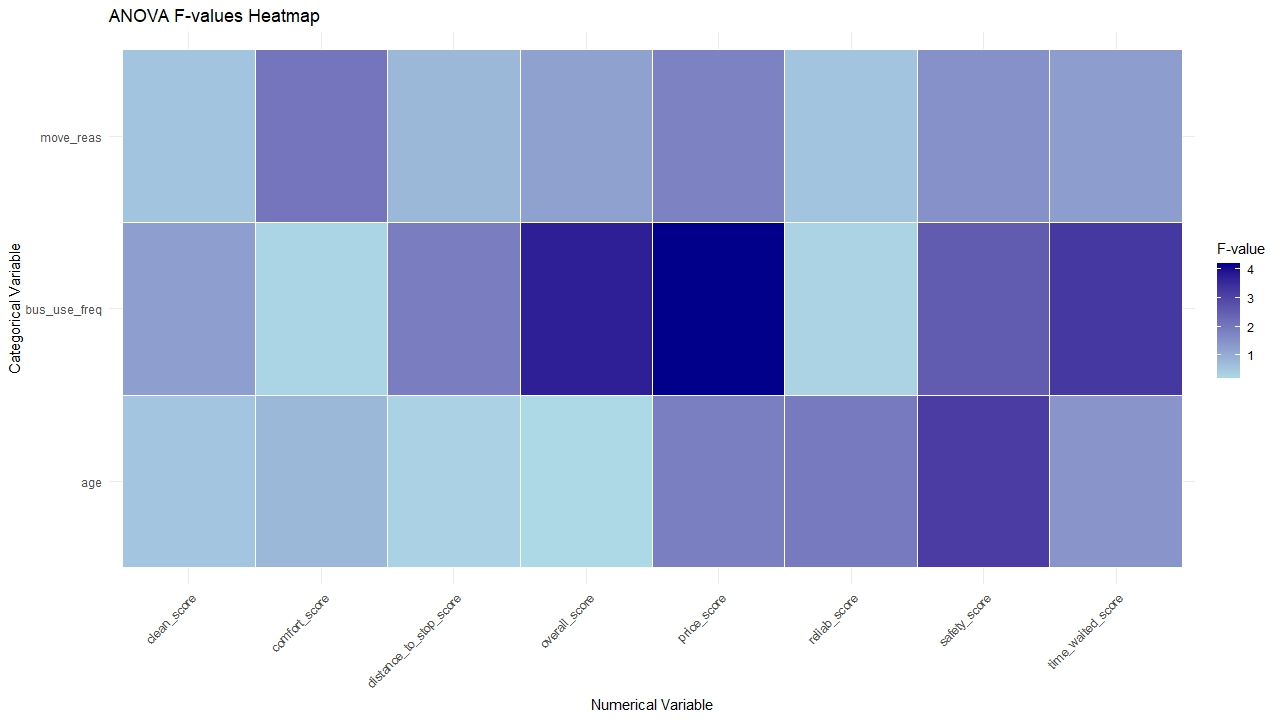 ANOVA F-values Heatmap
Categorical Variable
move_reas
bus_use_freq
age
clean_score
comfort_score
distance_to_stop_score
overall_score
price_score
reliab_score
safety_score
time_waited_score
Numerical Variable
F-value
4
3
2
1